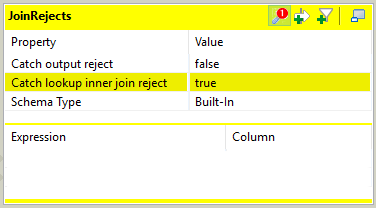 JoinRejects 1
Property Value
Catch output reject false
Catch lookup inner join reject true
Schema Type Built-In
Expression Column